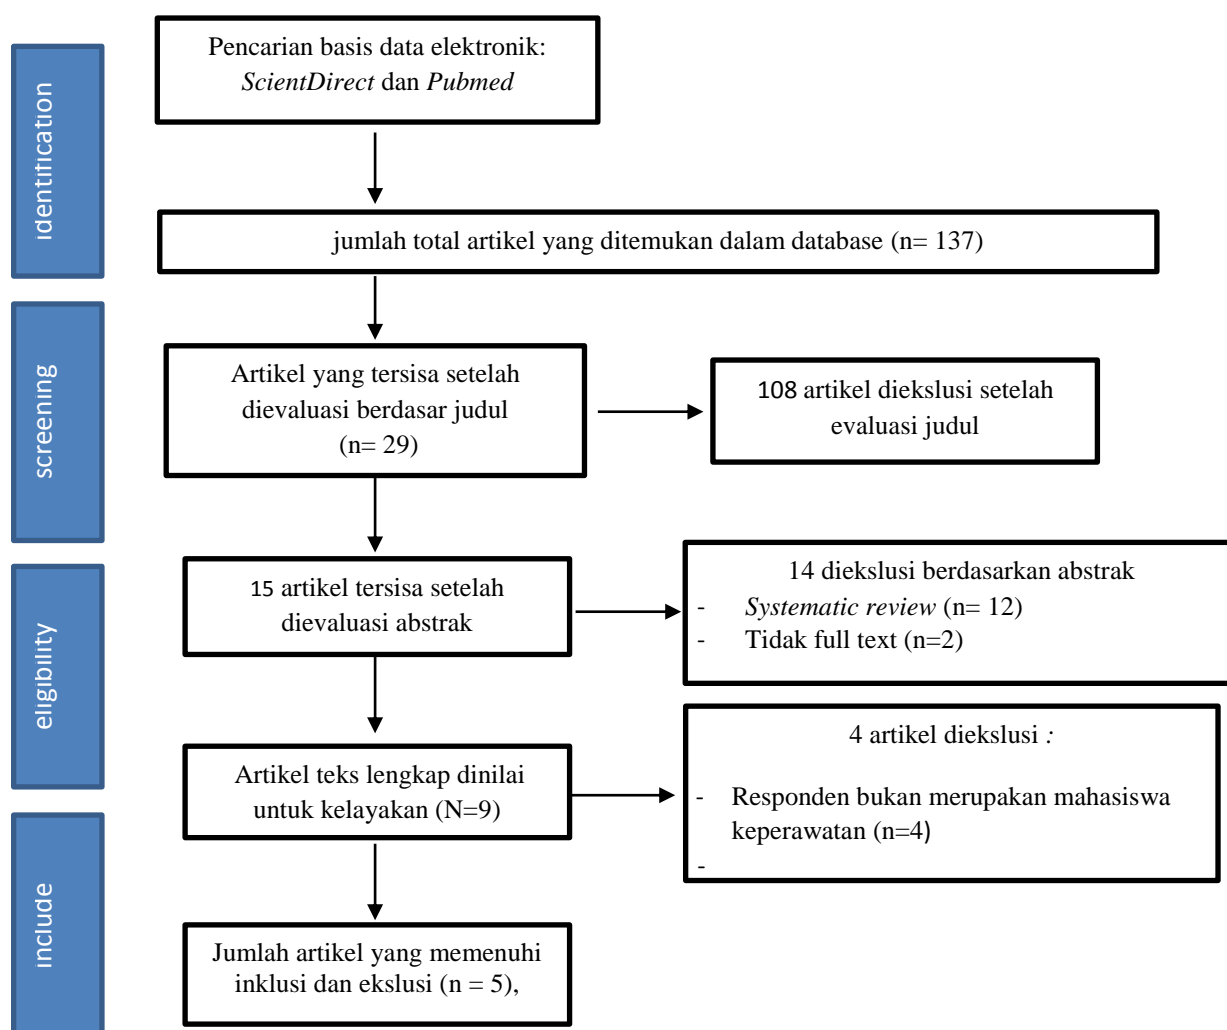 identification
Pencarian basis data elektronik:
ScientDirect dan Pubmed
jumlah total artikel yang ditemukan dalam database (n= 137)
screening
Artikel yang tersisa setelah
dievaluasi berdasar judul
(n= 29)
108 artikel diekslusi setelah
evaluasi judul
eligibility
15 artikel tersisa setelah
dievaluasi abstrak
14 diekslusi berdasarkan abstrak
- Systematic review (n= 12)
- Tidak full text (n=2)
Artikel teks lengkap dinilai
untuk kelayakan (N=9)
4 artikel diekslusi :
- Responden bukan merupakan mahasiswa
keperawatan (n=4)
-
include
Jumlah artikel yang memenuhi
inklusi dan ekslusi (n = 5),